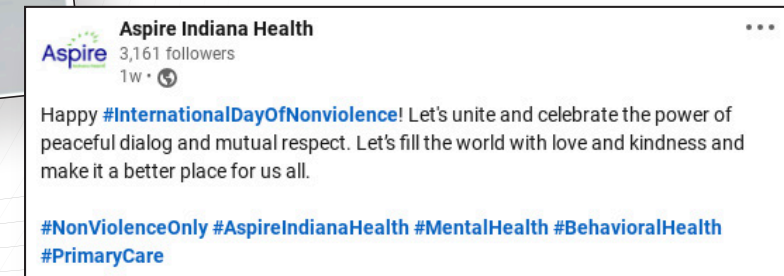 Aspire Indiana Health
Aspire
3,161 followers
1w •
Happy #InternationalDayOfNonviolence! Let's unite and celebrate the power of
peaceful dialog and mutual respect. Let's fill the world with love and kindness and
make it a better place for us all.
#NonViolenceOnly #AspireIndianaHealth #MentalHealth #BehavioralHealth
#PrimaryCare